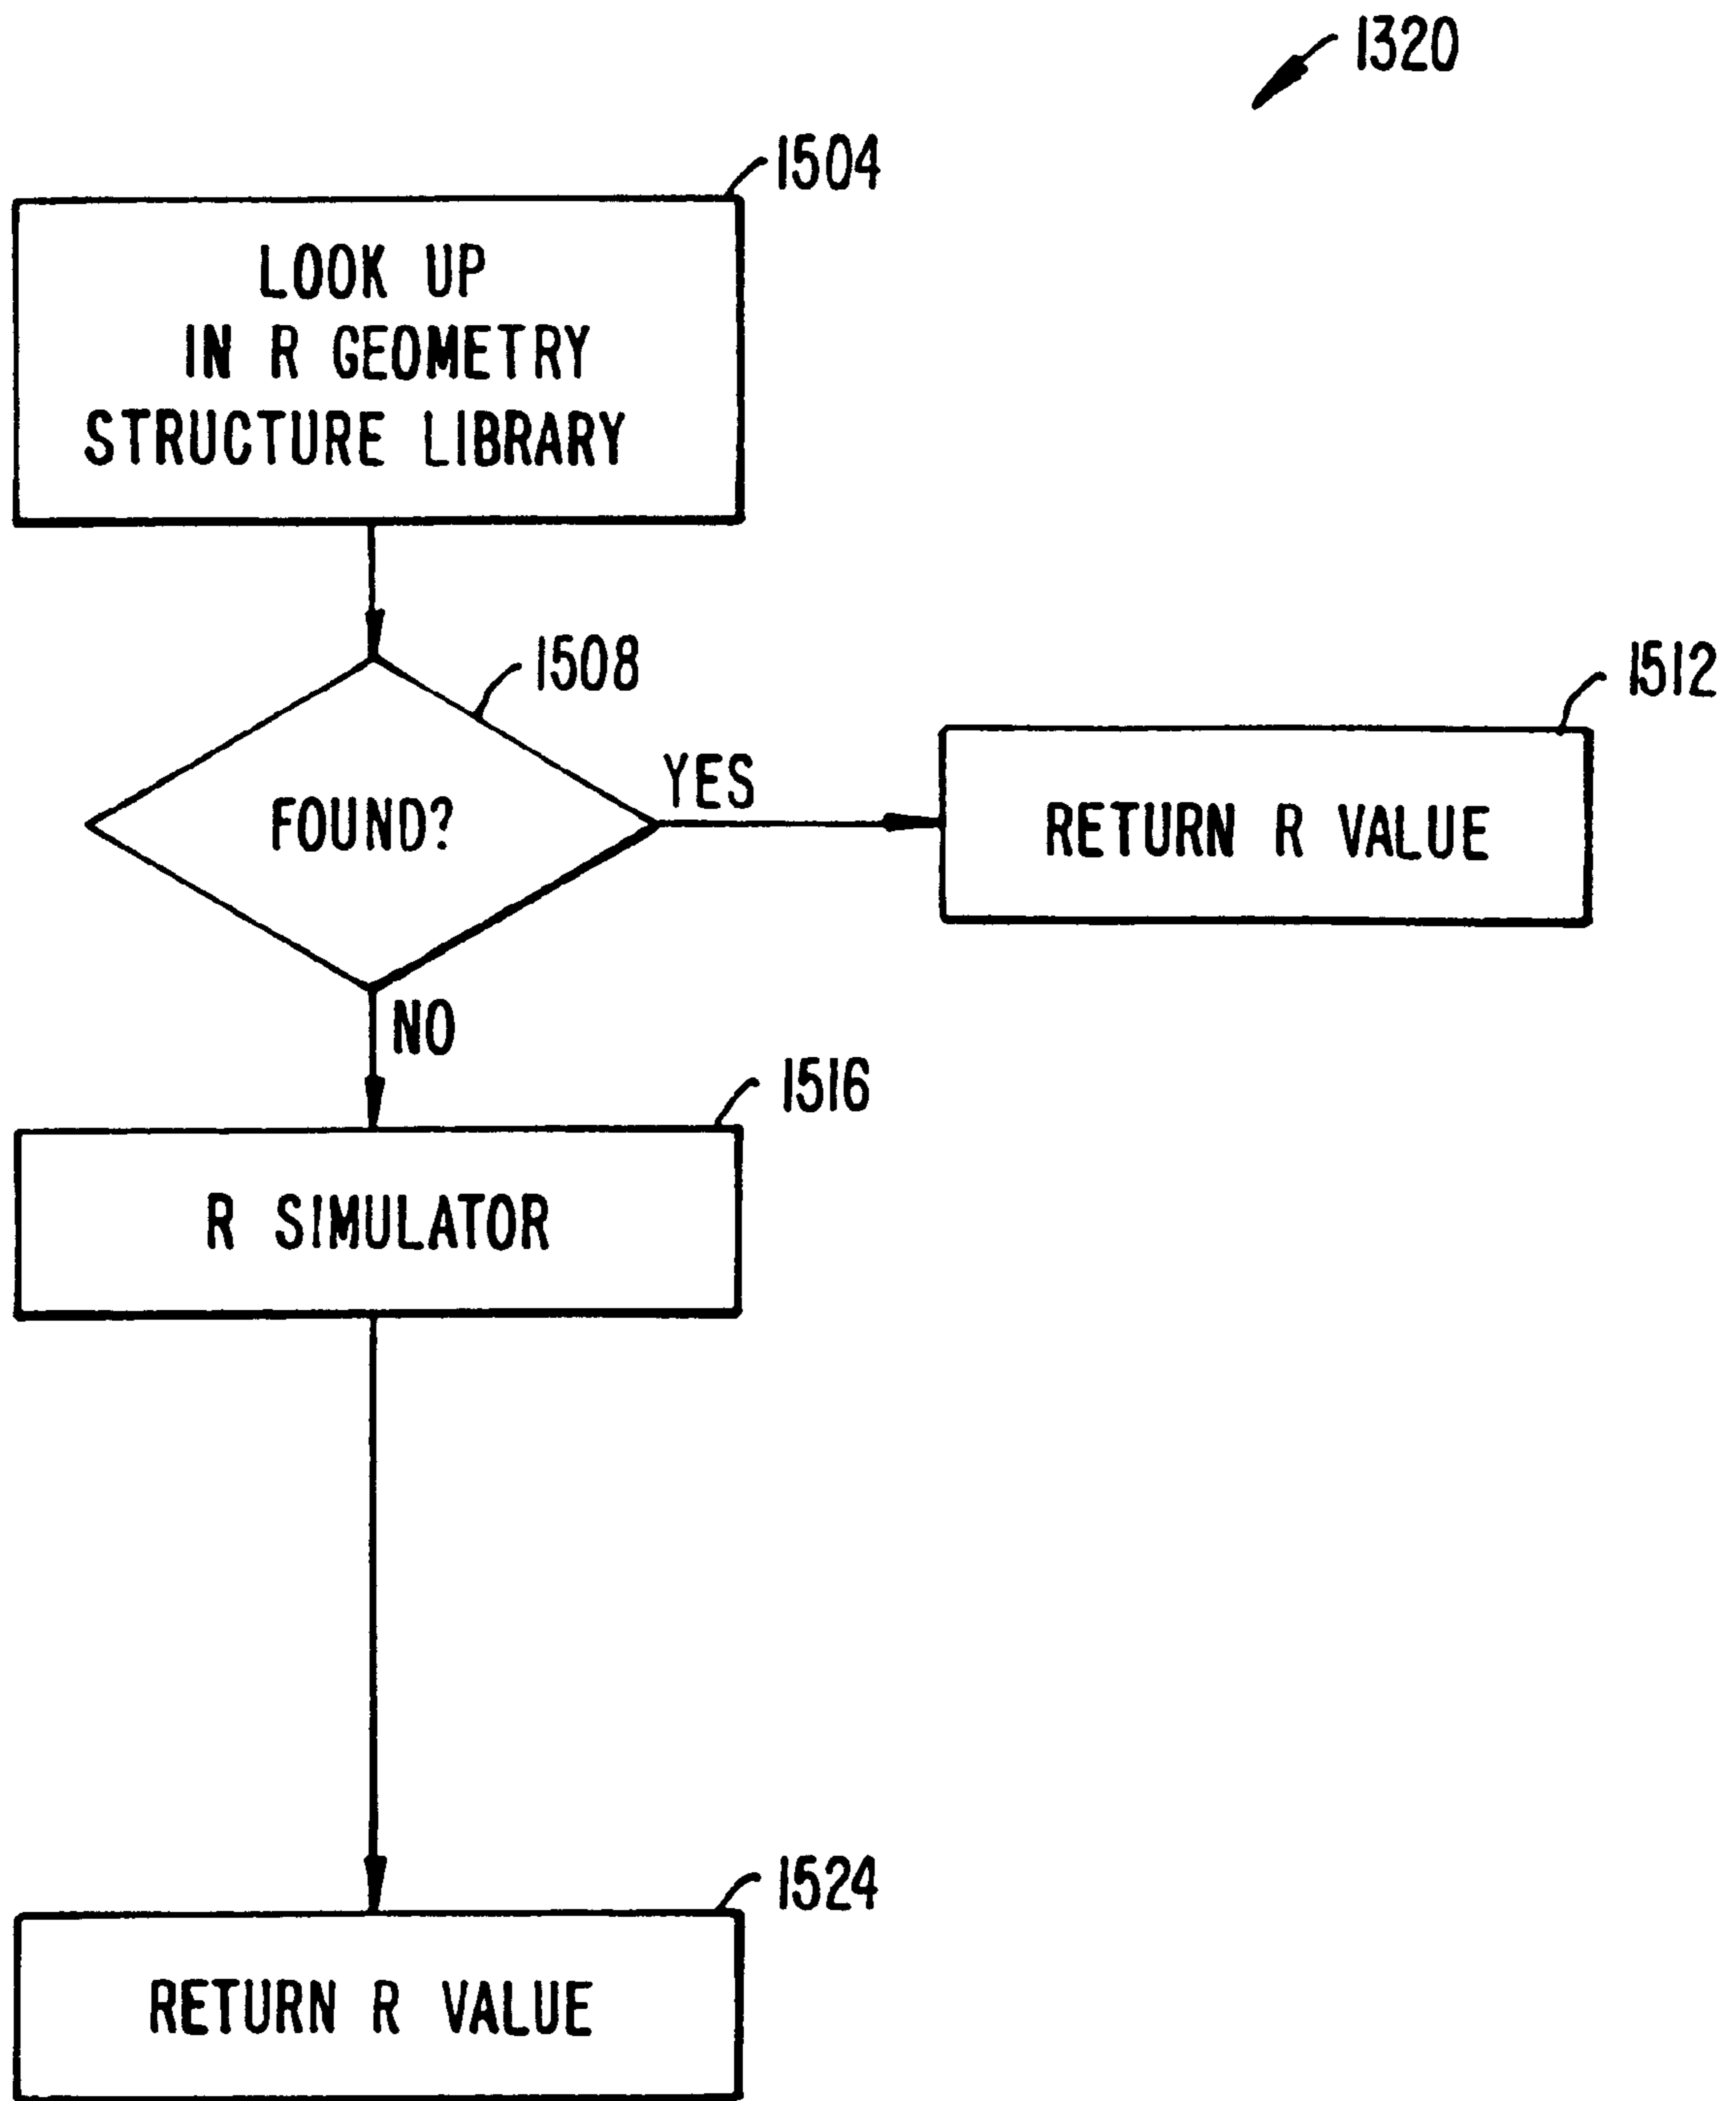 1320
1504
LOOK UP
IN R GEOMETRY
STRUCTURE LIBRARY
1508
FOUND?
YES
1512
RETURN R VALUE
NO
1516
R SIMULATOR
1524
RETURN R VALUE